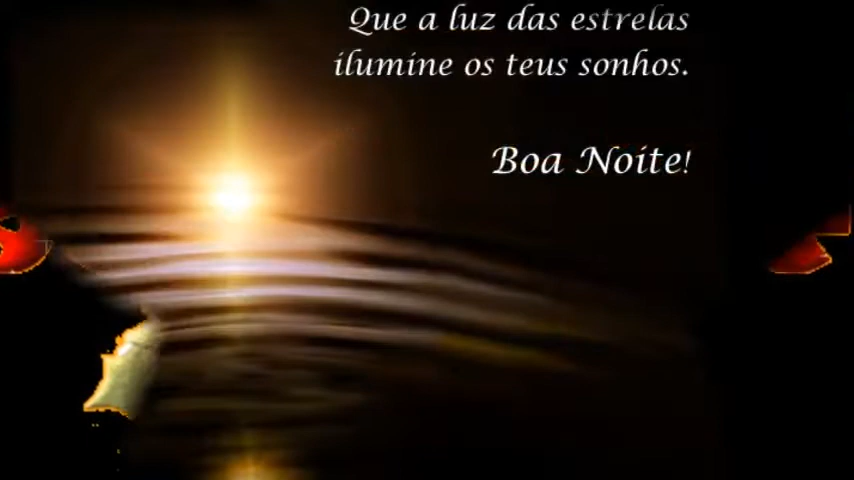 Que a luz das estrelas
ilumine os teus sonhos.
Boa Noite!